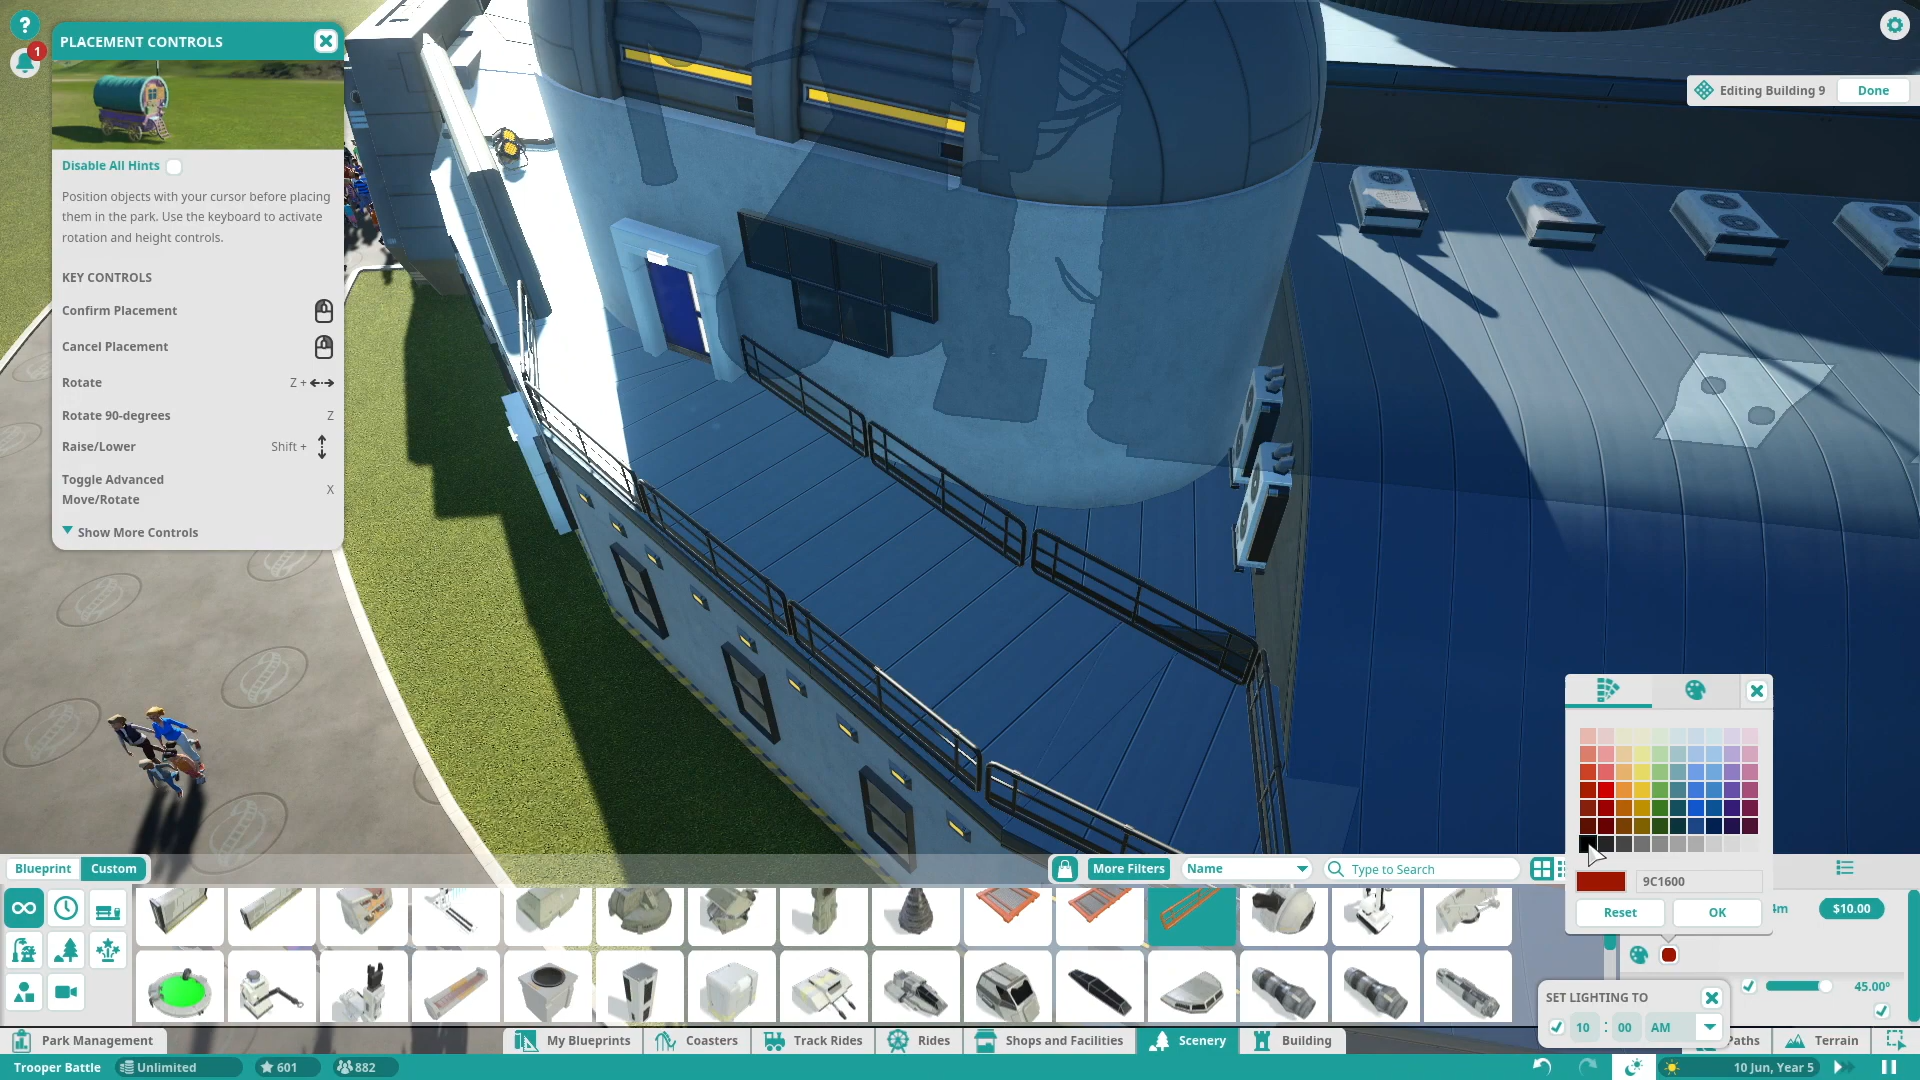 ?
1
PLACEMENT CONTROLS
Disable All Hints
Position objects with your cursor before placing
them in the park. Use the keyboard to activate
rotation and height controls.
KEY CONTROLS
Confirm Placement
Cancel Placement
Rotate Z +
Rotate 90-degrees Z
Raise/Lower Shift +
Toggle Advanced
Move/Rotate X
Show More Controls
Editing Building 9 Done
9C1600
Reset OK
Blueprint Custom
More Filters Name Type to Search
4m $10.00
45.00°
SET LIGHTING TO
10 : 00 AM
Park Management My Blueprints Coasters Track Rides Rides Shops and Facilities Scenery Building Paths Terrain
Trooper Battle Unlimited 601 882 10 Jun, Year 5